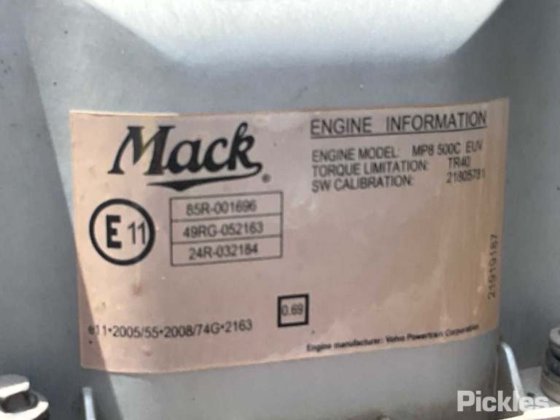 Mack®
ENGINE INFORMATION
ENGINE MODEL: MP8 500C EUV
TORQUE LIMITATION: TR40
SW CALIBRATION: 21805781
E 11
85R-001696
49RG-052163
24R-032184
21919187
0.69
e11•2005/55•2008/74G•2163
Engine manufacturer: Volvo Powertrain Corporation
Pickles